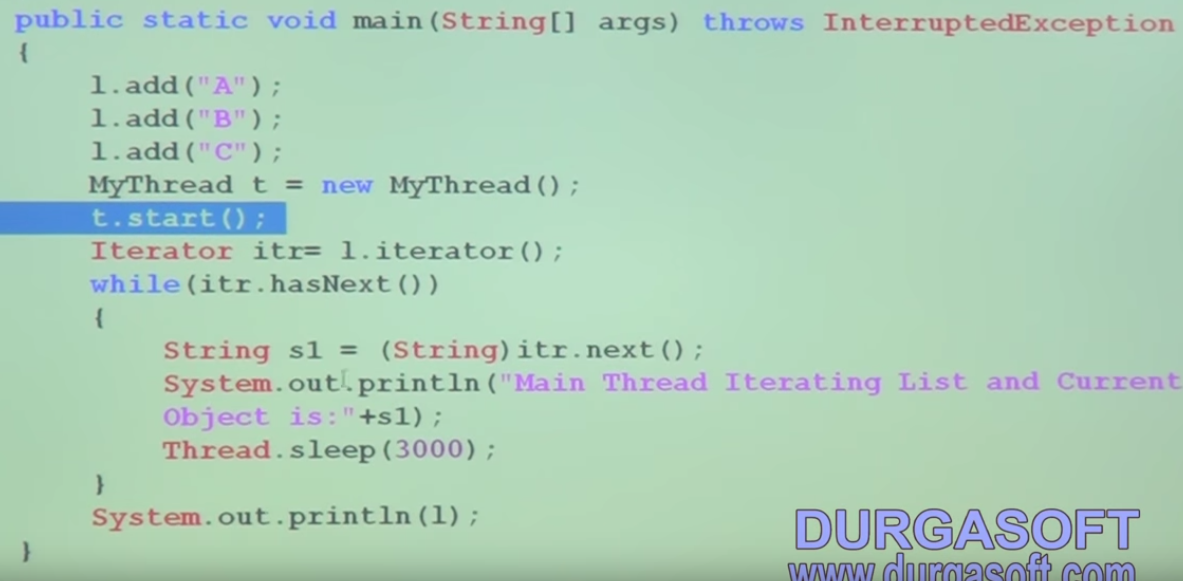 public static void main(String[] args) throws InterruptedException
{
l.add("A");
l.add("B");
l.add("C");
MyThread t = new MyThread();
t.start();
Iterator itr= l.iterator();
while(itr.hasNext())
{
String s1 = (String)itr.next();
System.out.println("Main Thread Iterating List and Current
Object is:"+s1);
Thread.sleep(3000);
}
System.out.println(l);
}
DURGASOFT
www.durgasoft.com